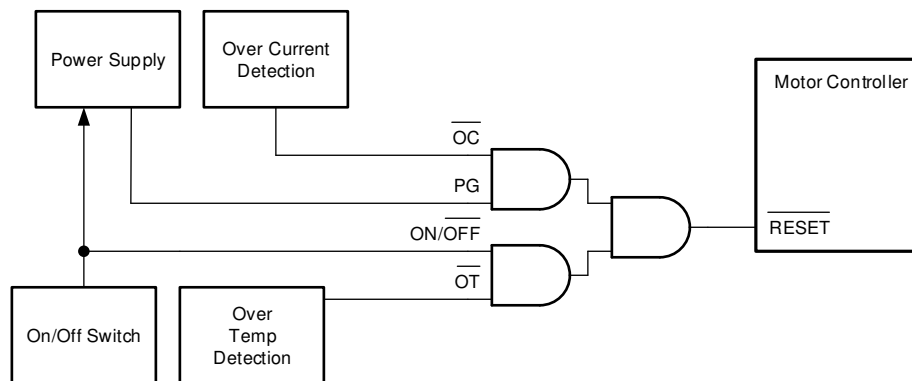 Power Supply
Over Current
Detection
Motor Controller
OC
PG
ON/OFF
RESET
OT
On/Off Switch
Over
Temp
Detection